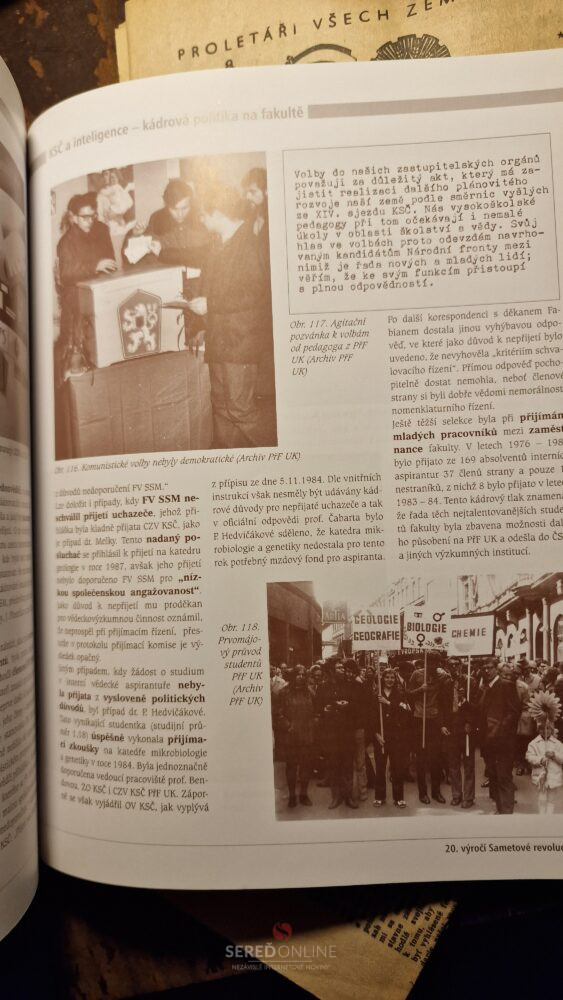 PROLETÁŘI VŠECH ZEM
KSČ a inteligence – kádrová politika na fakultě
Volby do našich zastupitelských orgánů
považuji za důležitý akt, který má za-
jistit realizaci dalšího plánovitého
rozvoje naší země podle směrnic vyšlých
ze XIV. sjezdu KSČ. Nás vysokoškolské
pedagogy při tom očekávají i nemalé
úkoly v oblasti školství a vědy. Svůj
hlas ve volbách proto odevzdám navrho-
vaným kandidátům Národní fronty mezi
nimiž je řada nových a mladých lidí;
věřím, že ke svým funkcím přistoupí
s plnou odpovědností.
Obr. 117. Agitační
pozvánka k volbám
od pedagoga z PřF
UK (Archiv PřF
UK)
Obr. 116. Komunistické volby nebyly demokratické (Archiv PřF UK)
z důvodů nedoporučení FV SSM."
Lze doložit i případy, kdy FV SSM ne-
schválil přijetí uchazeče, jehož při-
hláška byla kladně přijata CZV KSČ, jako
je případ dr. Melky. Tento nadaný po-
sluchač se přihlásil k přijetí na katedru
geologie v roce 1987, avšak jeho přijetí
nebylo doporučeno FV SSM pro „níz-
kou společenskou angažovanost".
Jako důvod k nepřijetí mu proděkan
pro vědeckovýzkumnou činnost oznámil,
že neprospěl při přijímacím řízení, přes-
tože v protokolu přijímací komise je vý-
sledek opačný.
Jiným případem, kdy žádost o studium
v interní vědecké aspirantuře neby-
la přijata z vysloveně politických
důvodů, byl případ dr. P. Hedvičákové.
Tato vynikající studentka (studijní prů-
měr 1,18) úspěšně vykonala přijíma-
cí zkoušky na katedře mikrobiologie
a genetiky v roce 1984. Byla jednoznačně
doporučena vedoucí pracoviště prof. Ben-
dovou, ZO KSČ i CZV KSČ PřF UK. Zápor-
ně se však vyjádřil OV KSČ, jak vyplývá
z přípisu ze dne 5.11.1984. Dle vnitřních
instrukcí však nesměly být udávány kád-
rové důvody pro nepřijaté uchazeče a tak
v oficiální odpovědi prof. Čabarta bylo
P. Hedvičákové sděleno, že katedra mik-
robiologie a genetiky nedostala pro tento
rok potřebný mzdový fond pro aspiranta.
Po další korespondenci s děkanem Fa-
bianem dostala jinou vyhýbavou odpo-
věď, ve které jako důvod k nepřijetí bylo
uvedeno, že nevyhověla „kritériím schva-
lovacího řízení". Přímou odpověď pocho-
pitelně dostat nemohla, neboť členové
strany si byli dobře vědomi nemorálnost
nomenklaturního řízení.
Ještě těžší selekce byla při přijímán
mladých pracovníků mezi zaměst
nance fakulty. V letech 1976 – 198
bylo přijato ze 169 absolventů interní
aspirantur 37 členů strany a pouze 1
nestraníků, z nichž 8 bylo přijato v lete
1983 – 84. Tento kádrový tlak znamen
že řada těch nejtalentovanějších stude
tů fakulty byla zbavena možnosti dal
ho působení na PřF UK a odešla do ČS
a jiných výzkumných institucí.
Obr. 118.
Prvomájo-
vý průvod
studentů
PřF UK
(Archiv
PřF UK)
GEOLOGIE
GEOGRAFIE
BIOLOGIE
CHEMIE
20. výročí Sametové revoluc
SEREĎONLINE
NEZÁVISLÉ INTERNETOVÉ NOVINY